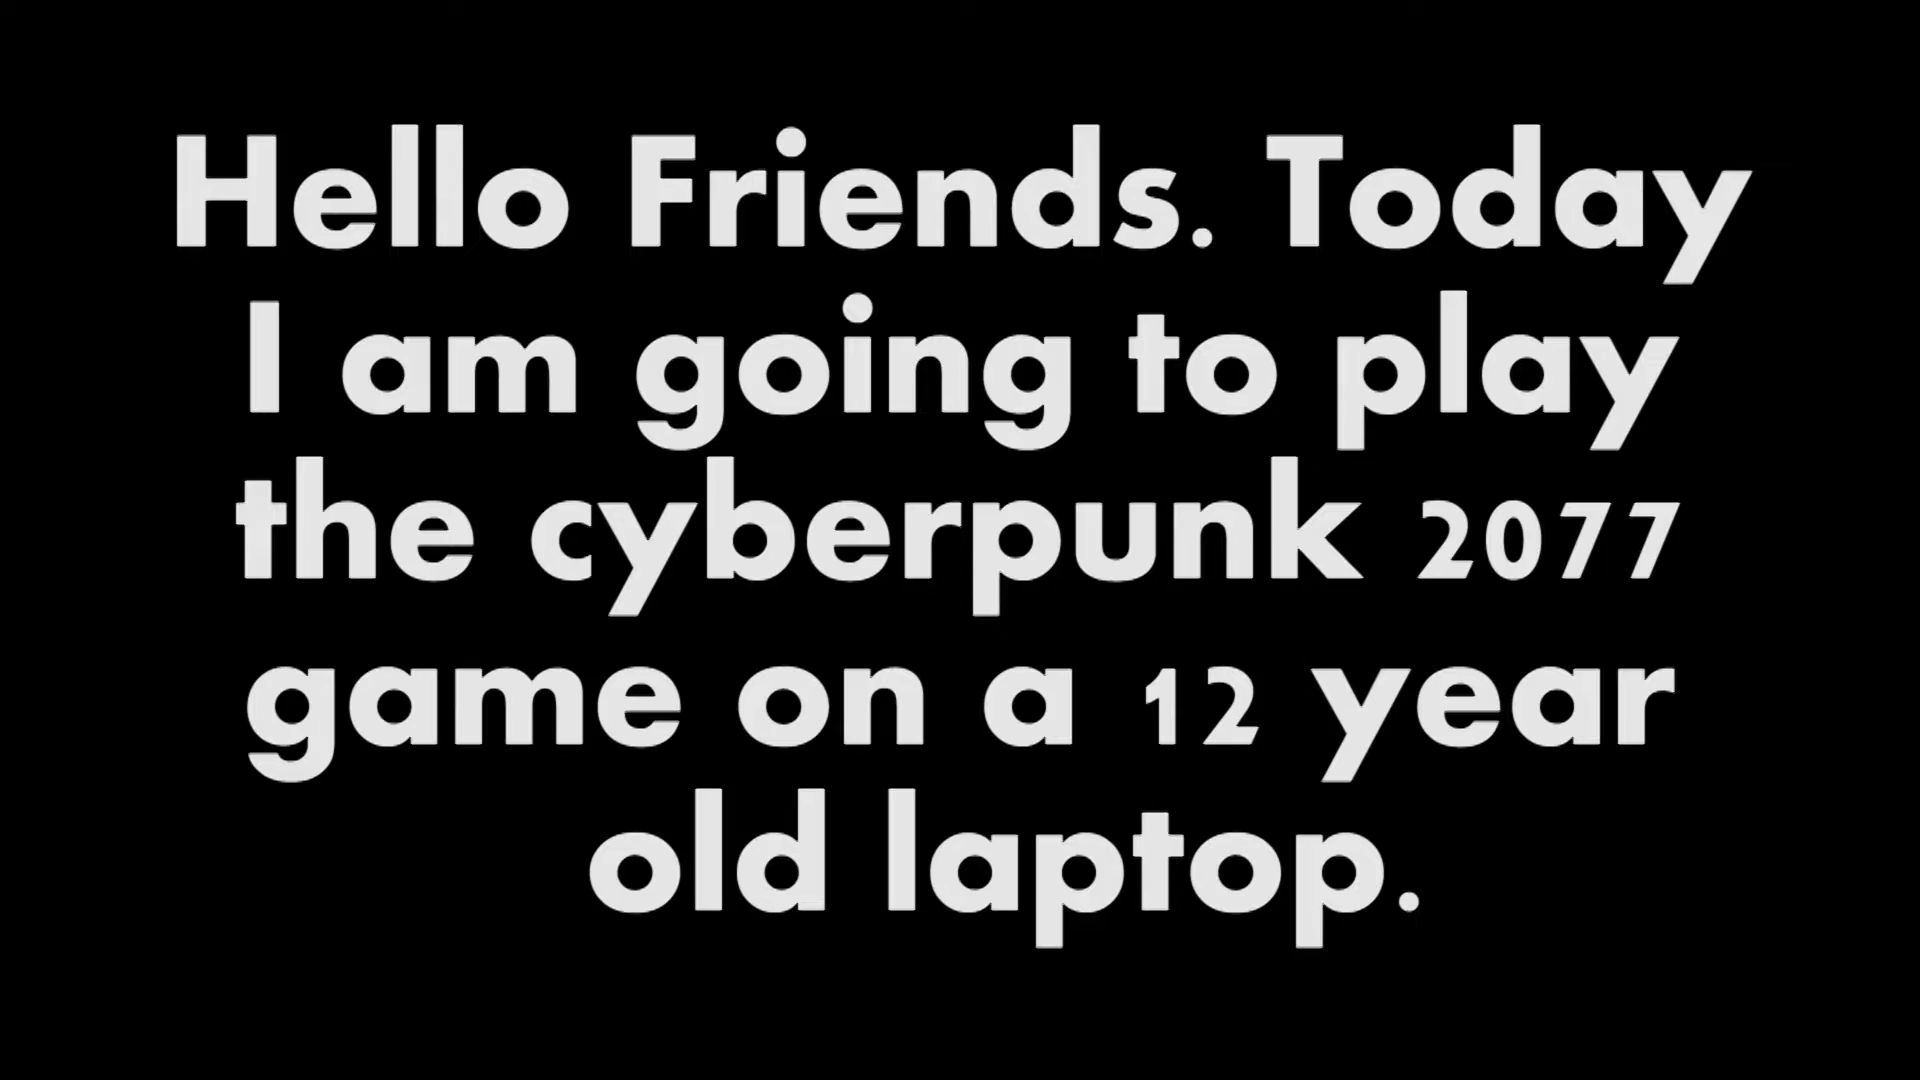 Hello Friends. Today
I am going to play
the cyberpunk 2077
game on a 12 year
old laptop.